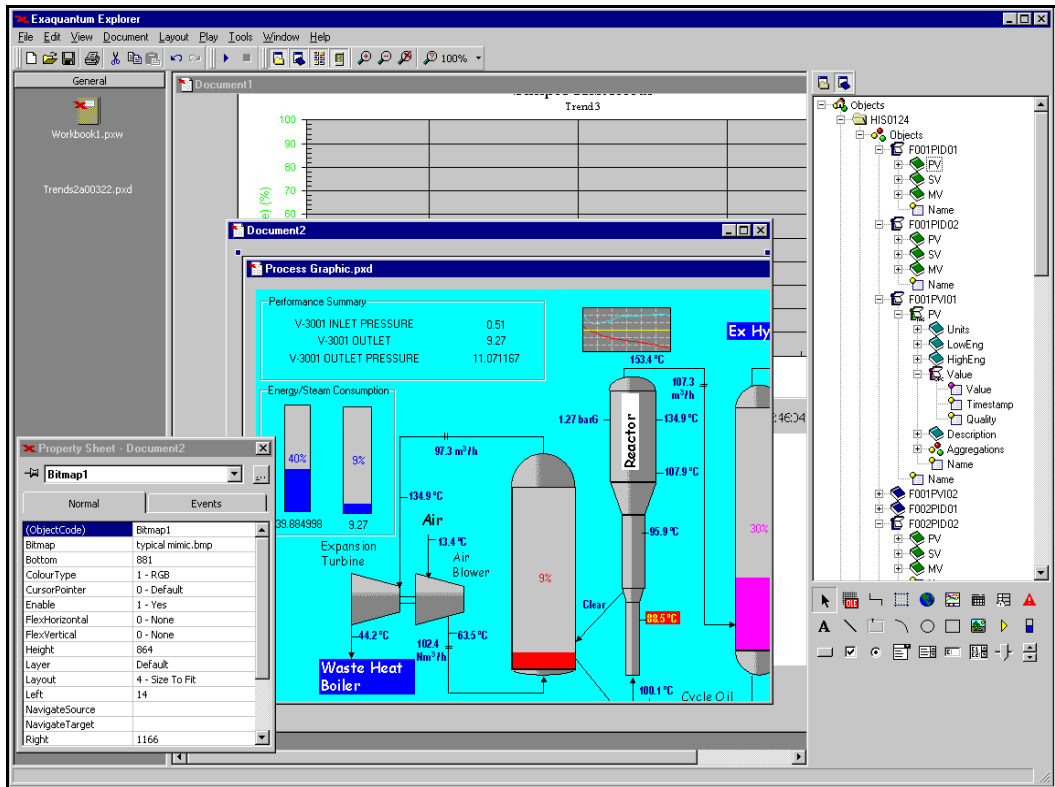 Exaquantum Explorer
File Edit View Document Layout Play Tools Window Help
100%
General
Workbook1.pxw
Trends2a00322.pxd
Document1
Trend3
100
90
80
70
60
(%)
Document2
Process Graphic.pxd
Performance Summary
V-3001 INLET PRESSURE 0.51
V-3001 OUTLET 9.27
V-3001 OUTLET PRESSURE 11.071167
Energy/Steam Consumption
40%
9%
39.884998 9.27
153.4 °C
Ex Hy
107.3
m³/h
1.27 barG
134.9 °C
Reactor
:46:04
97.3 m³/h
107.9 °C
134.9 °C
Air
13.4 °C
95.9 °C
30%
Expansion
Turbine
Air
Blower
9%
Clear
88.5 °C
44.2 °C
102.4
Nm³/h
63.5 °C
Waste Heat
Boiler
100.1 °C
Cycle Oil
Property Sheet - Document2
Bitmap1
...
Normal Events
(ObjectCode) Bitmap1
Bitmap typical mimic.bmp
Bottom 881
ColourType 1 - RGB
CursorPointer 0 - Default
Enable 1 - Yes
FlexHorizontal 0 - None
FlexVertical 0 - None
Height 864
Layer Default
Layout 4 - Size To Fit
Left 14
NavigateSource
NavigateTarget
Right 1166
Objects
HIS0124
Objects
F001PID01
PV
SV
MV
Name
F001PID02
PV
SV
MV
Name
F001PVI01
PV
Units
LowEng
HighEng
Value
Value
Timestamp
Quality
Description
Aggregations
Name
Name
F001PVI02
F002PID01
F002PID02
PV
SV
MV
OLE
A